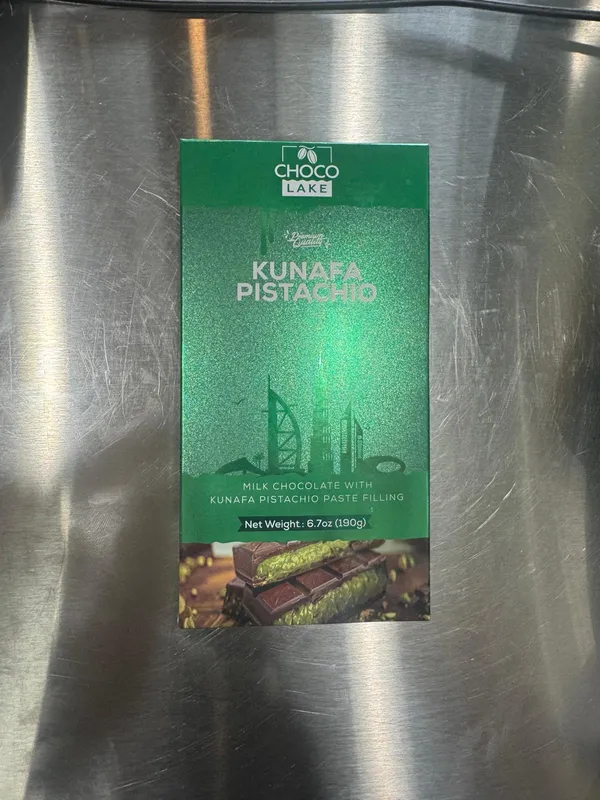 CHOCO
LAKE
Premium
Quality
KUNAFA
PISTACHIO
MILK CHOCOLATE WITH
KUNAFA PISTACHIO PASTE FILLING
Net Weight: 6.7oz (190g)